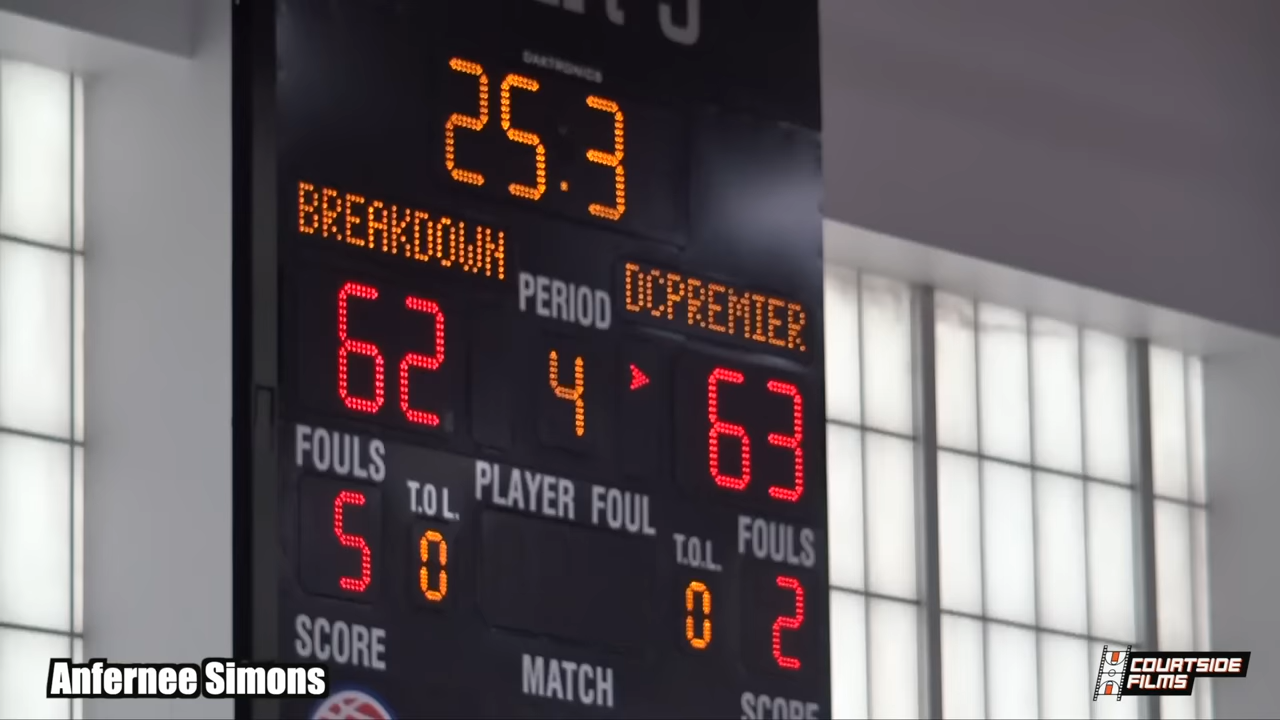 DAKTRONICS
25.3
BREAKDOWN
DCPREMIER
PERIOD
62
4
63
FOULS
T.O.L.
PLAYER FOUL
T.O.L.
FOULS
5
0
0
2
SCORE
MATCH
SCORE
Anfernee Simons
COURTSIDE
FILMS